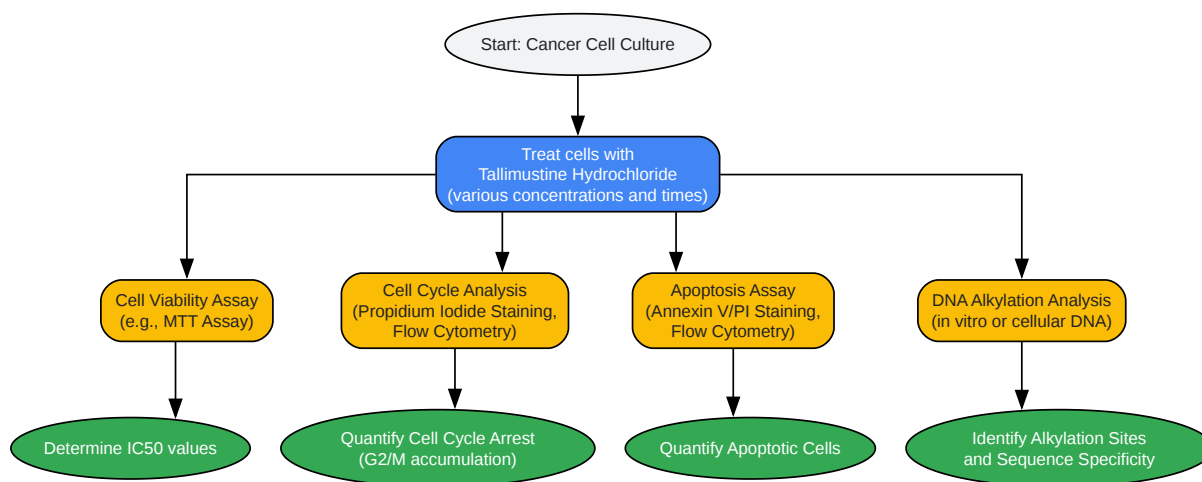 Start: Cancer Cell Culture
Treat cells with
Tallimustine Hydrochloride
(various concentrations and times)
Cell Viability Assay
(e.g., MTT Assay)
Cell Cycle Analysis
(Propidium Iodide Staining,
Flow Cytometry)
Apoptosis Assay
(Annexin V/PI Staining,
Flow Cytometry)
DNA Alkylation Analysis
(in vitro or cellular DNA)
Determine IC50 values
Quantify Cell Cycle Arrest
(G2/M accumulation)
Quantify Apoptotic Cells
Identify Alkylation Sites
and Sequence Specificity